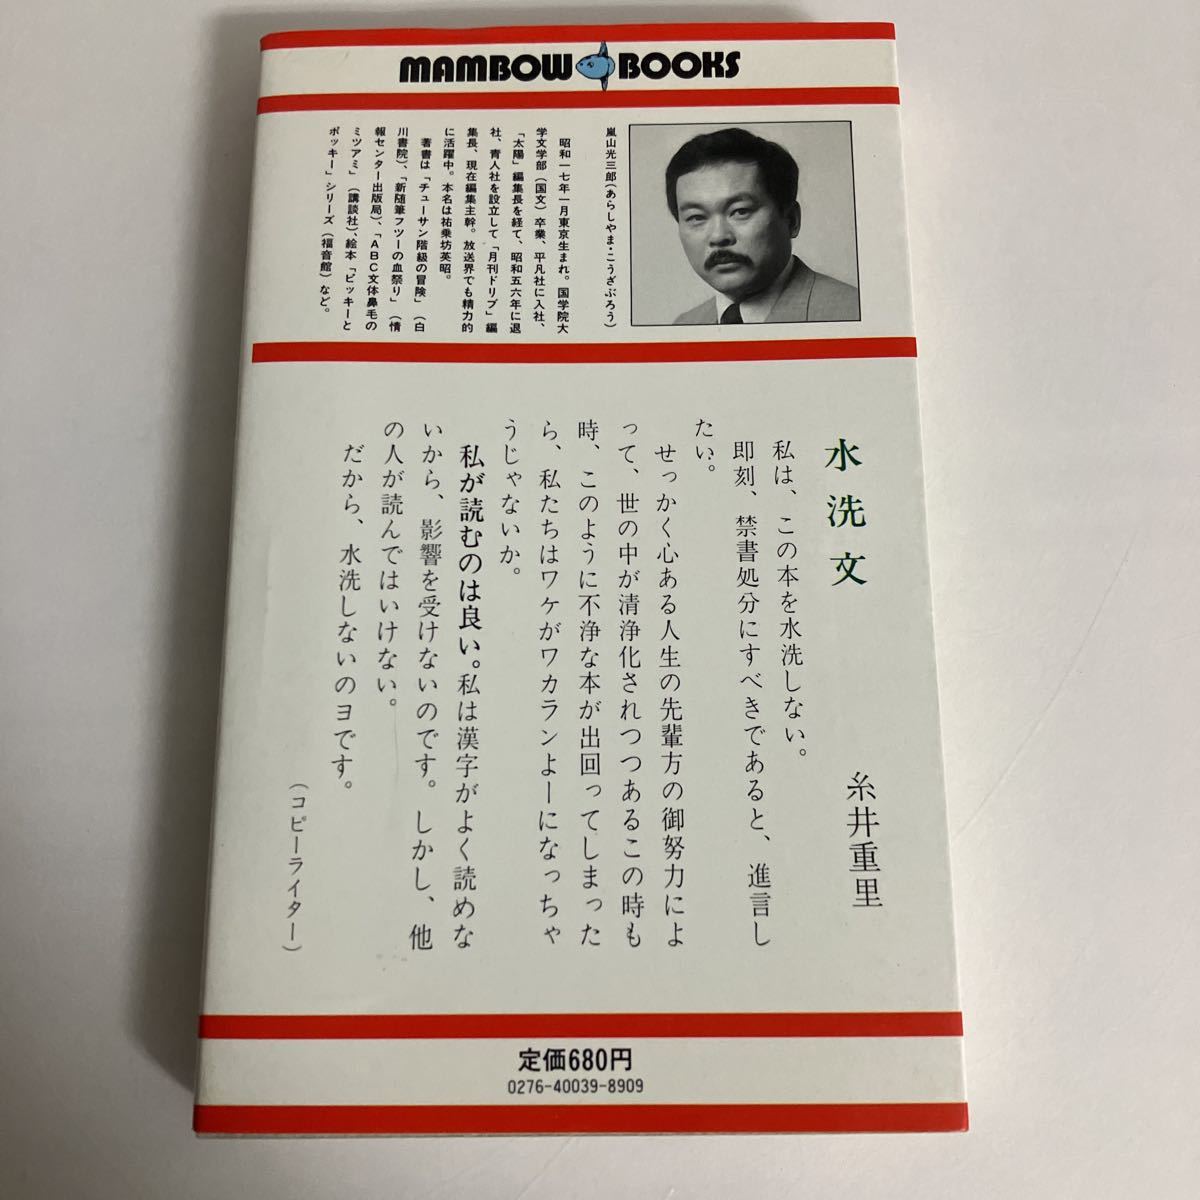 MAMBOW BOOKS
嵐山光三郎(あらしやま・こうざぶろう)
昭和一七年一月東京生まれ。国学院大
学文学部(国文)卒業、平凡社に入社、
「太陽」編集長を経て、昭和五六年に退
社、青人社を設立して「月刊ドリブ」編
集長、現在編集主幹。放送界でも精力的
に活躍中。本名は祐乗坊英昭。
著書は「チューサン階級の冒険」(白
川書院)、「新随筆フツーの血祭り」(情
報センター出版局)、「ABC文体鼻毛の
ミツアミ」(講談社)、絵本「ピッキーと
ポッキー」シリーズ(福音館)など。
水洗文
糸井重里
私は、この本を水洗しない。
即刻、禁書処分にすべきであると、進言し
たい。
せっかく心ある人生の先輩方の御努力によ
って、世の中が清浄化されつつあるこの時も
時、このように不浄な本が出回ってしまった
ら、私たちはワケがワカランよーになっちゃ
うじゃないか。
私が読むのは良い。私は漢字がよく読めな
いから、影響を受けないのです。しかし、他
の人が読んではいけない。
だから、水洗しないのヨです。
(コピーライター)
定価680円
0276-40039-8909